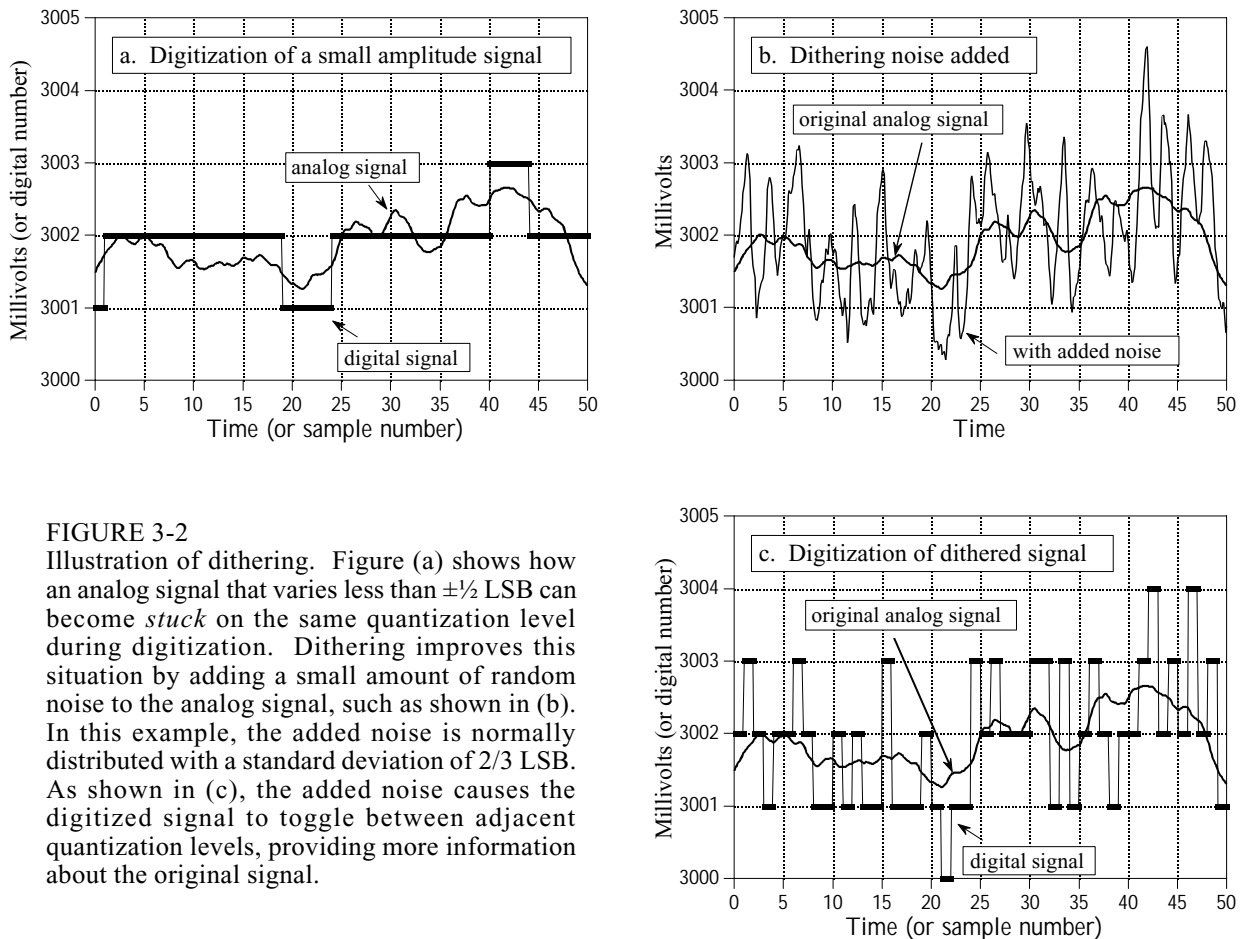 3005
a. Digitization of a small amplitude signal
3004
3003
analog signal
3002
3001
digital signal
3000
0 5 10 15 20 25 30 35 40 45 50
Time (or sample number)
Millivolts (or digital number)
3005
b. Dithering noise added
3004
original analog signal
3003
3002
3001
with added noise
3000
0 5 10 15 20 25 30 35 40 45 50
Time
Millivolts
FIGURE 3-2
Illustration of dithering. Figure (a) shows how
an analog signal that varies less than ±½ LSB can
become stuck on the same quantization level
during digitization. Dithering improves this
situation by adding a small amount of random
noise to the analog signal, such as shown in (b).
In this example, the added noise is normally
distributed with a standard deviation of 2/3 LSB.
As shown in (c), the added noise causes the
digitized signal to toggle between adjacent
quantization levels, providing more information
about the original signal.
3005
c. Digitization of dithered signal
3004
original analog signal
3003
3002
3001
digital signal
3000
0 5 10 15 20 25 30 35 40 45 50
Time (or sample number)
Millivolts (or digital number)